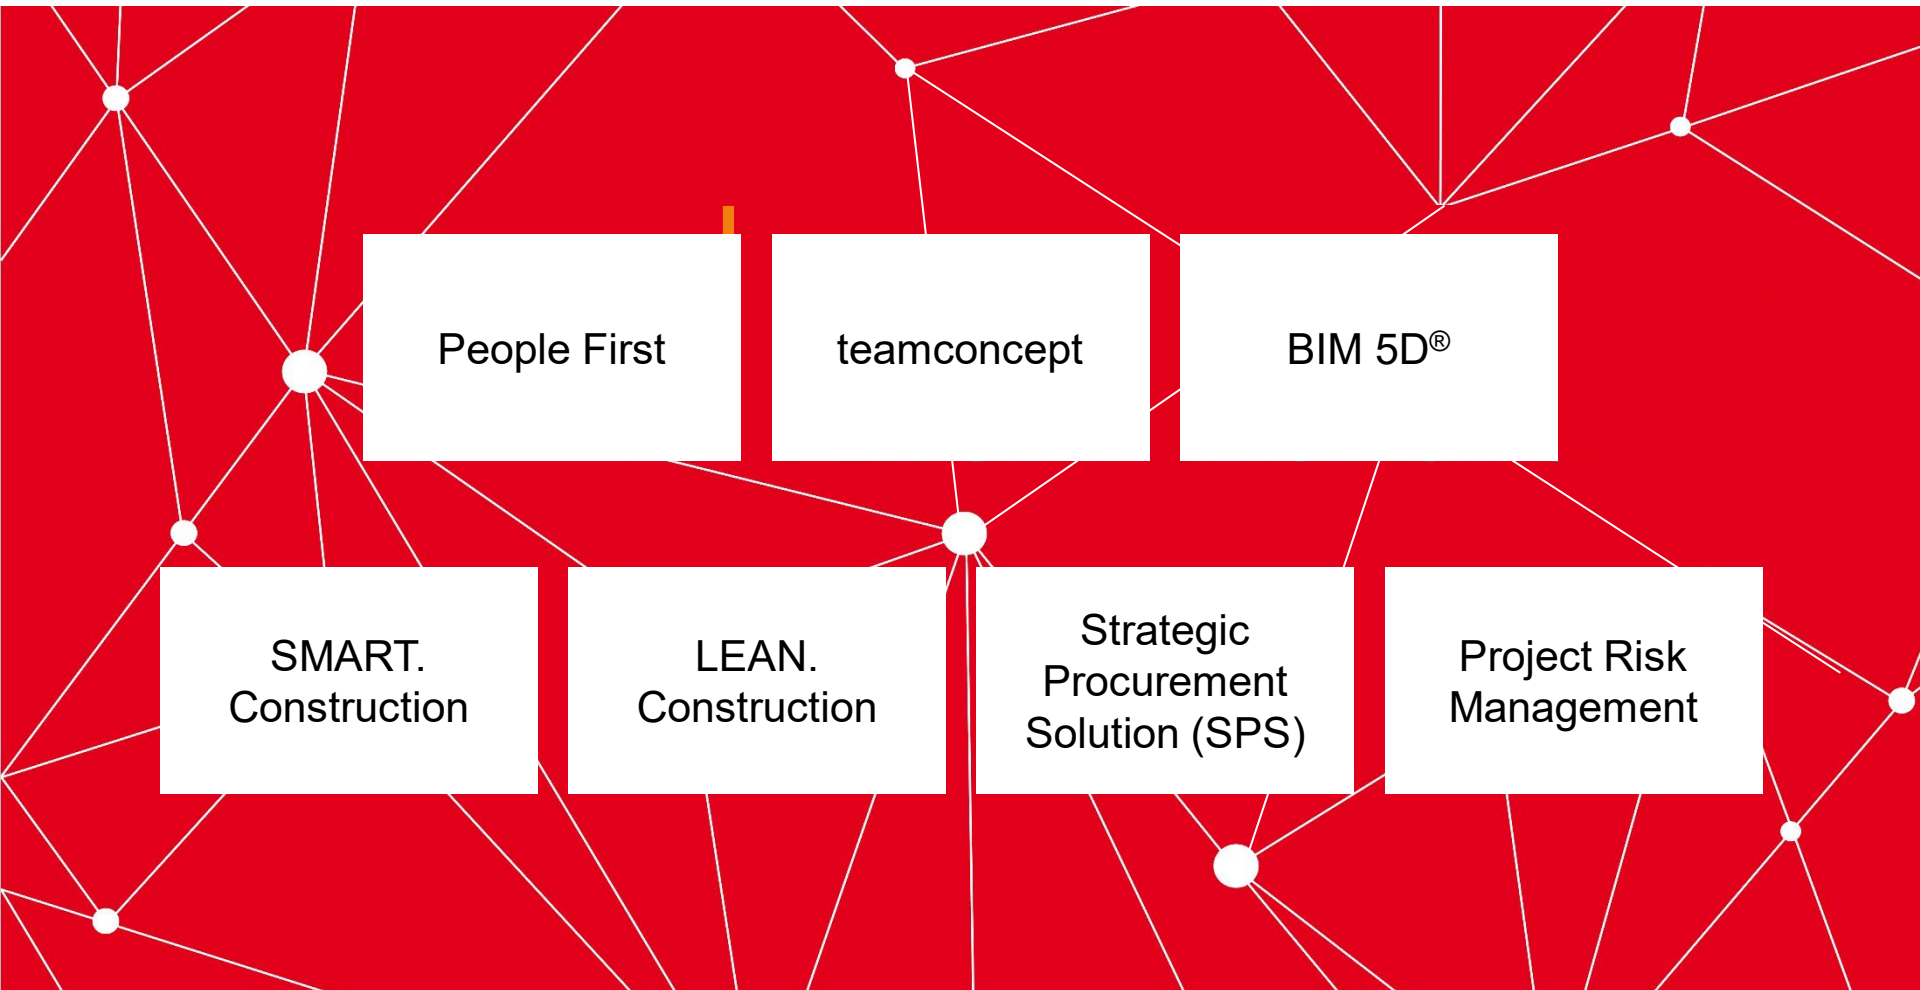 People First
teamconcept
BIM 5D®
SMART.
Construction
LEAN.
Construction
Strategic
Procurement
Solution (SPS)
Project Risk
Management